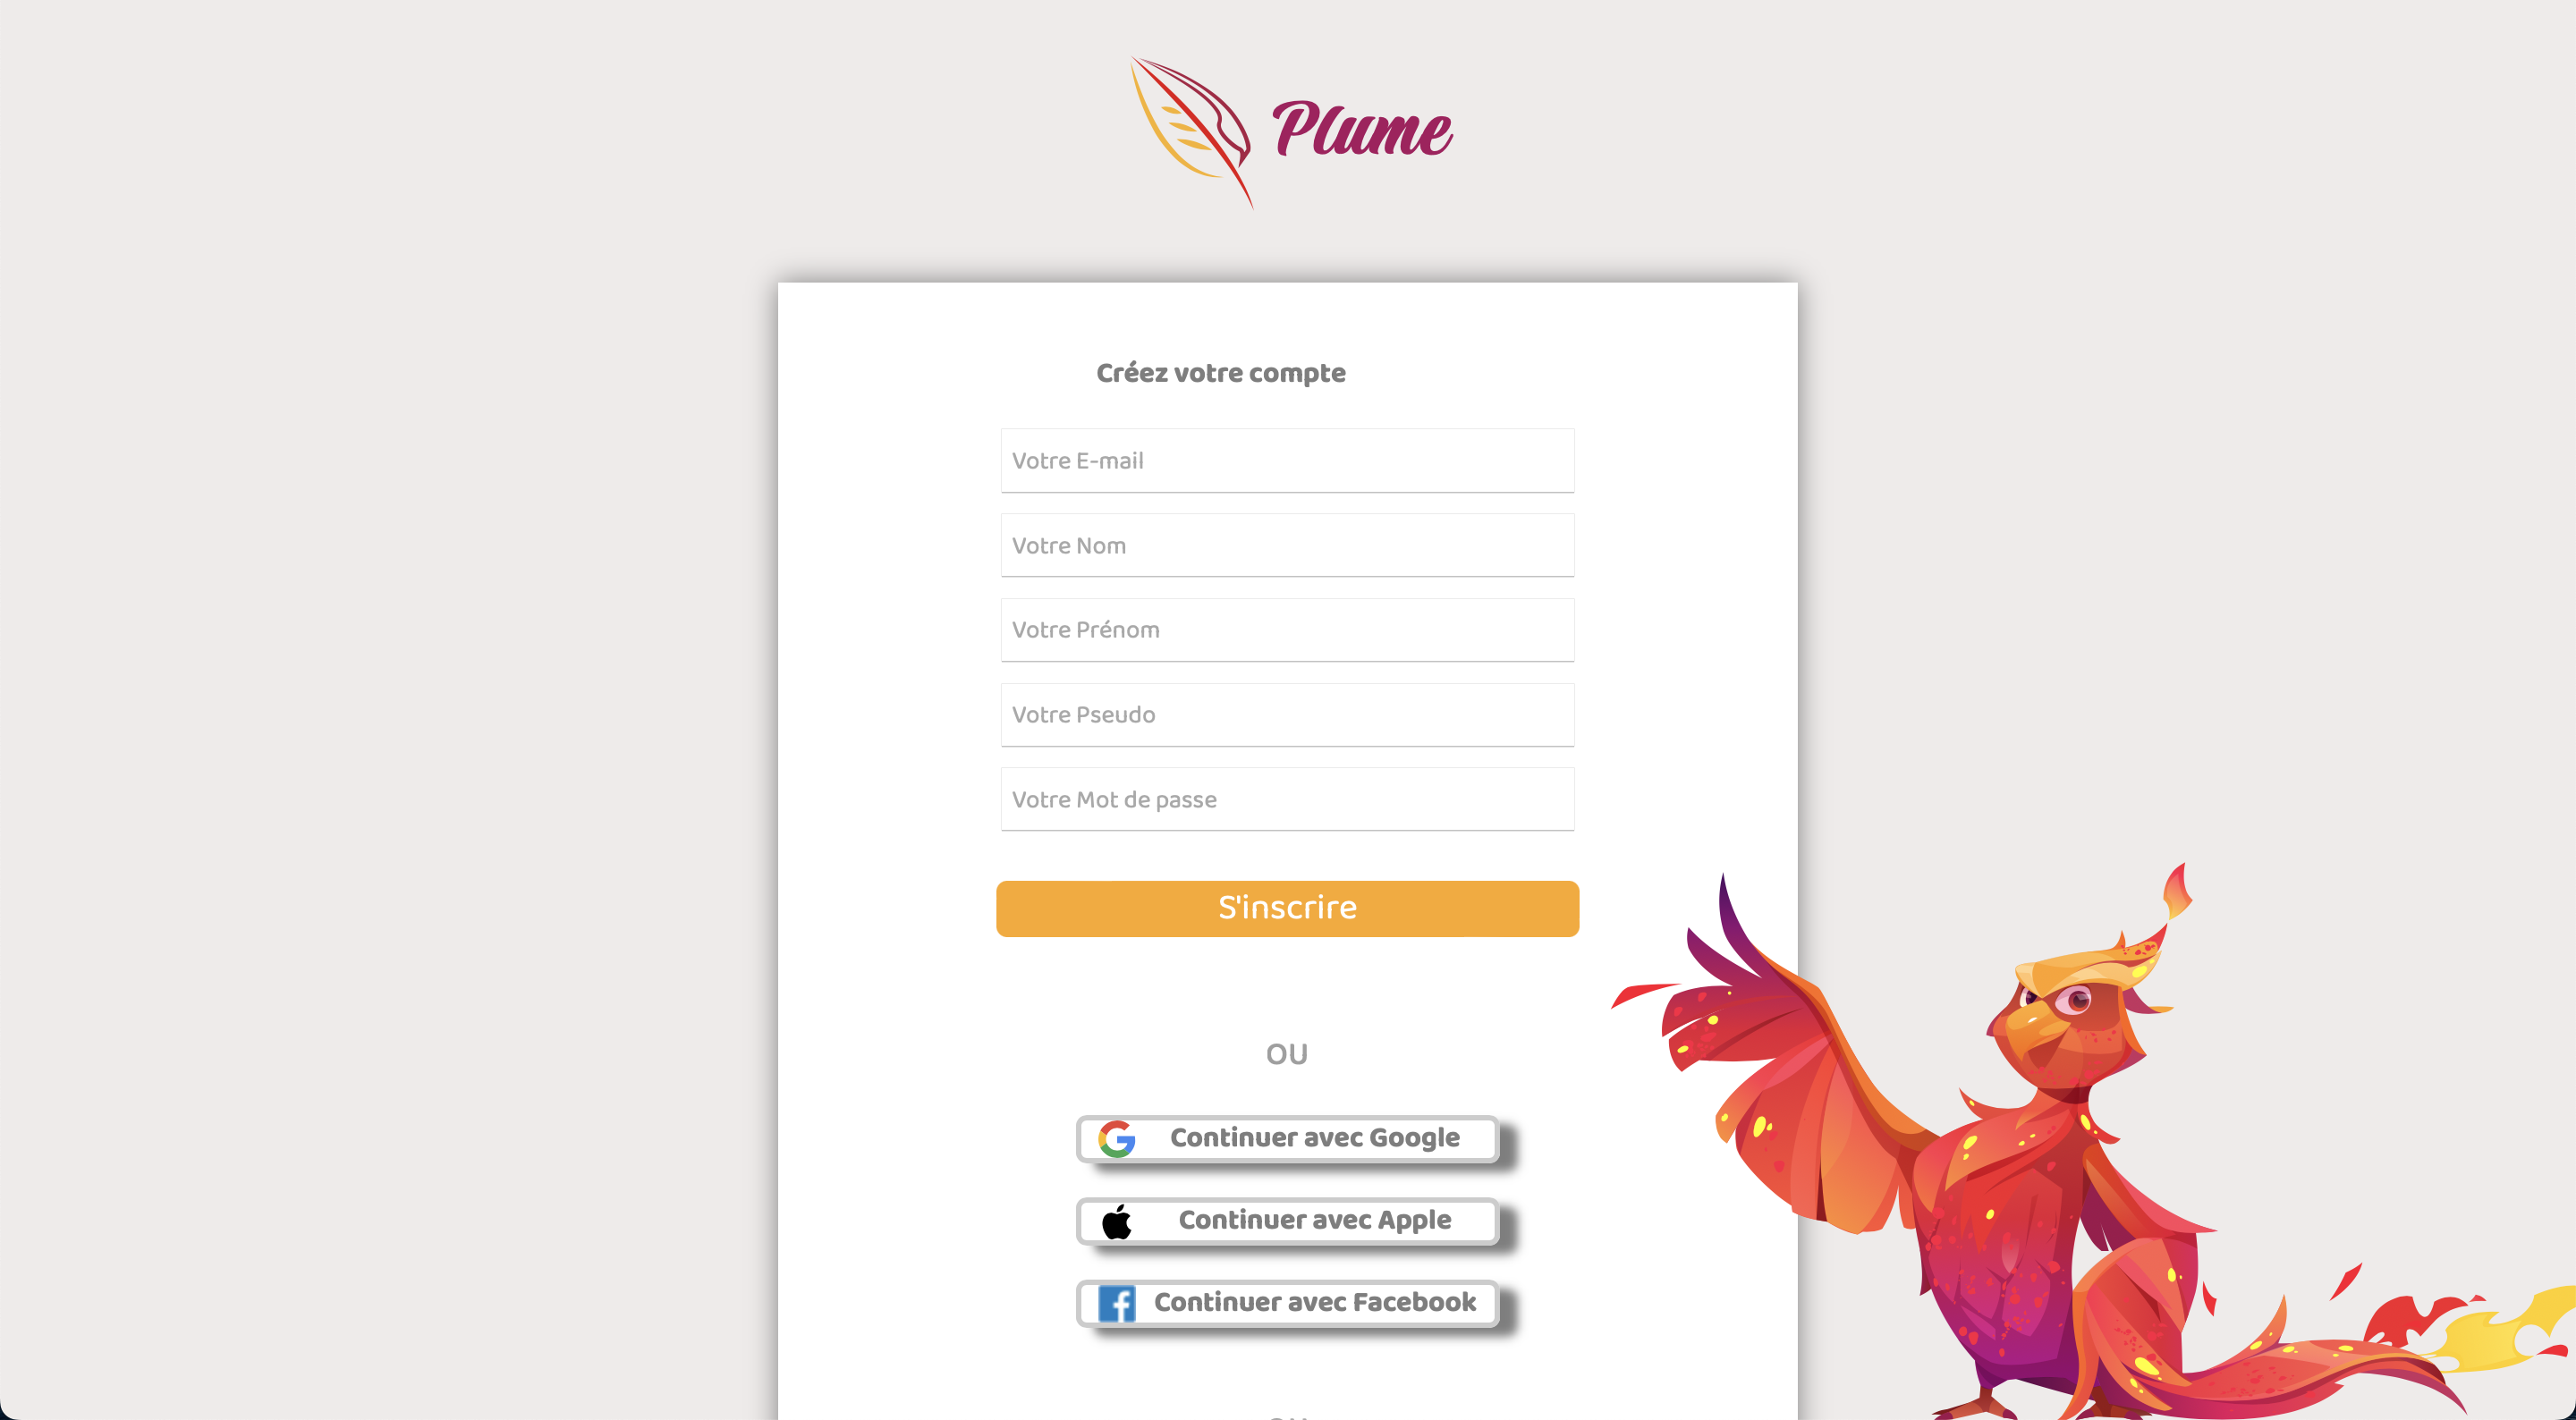 Plume
Créez votre compte
Votre E-mail
Votre Nom
Votre Prénom
Votre Pseudo
Votre Mot de passe
S'inscrire
OU
Continuer avec Google
Continuer avec Apple
Continuer avec Facebook